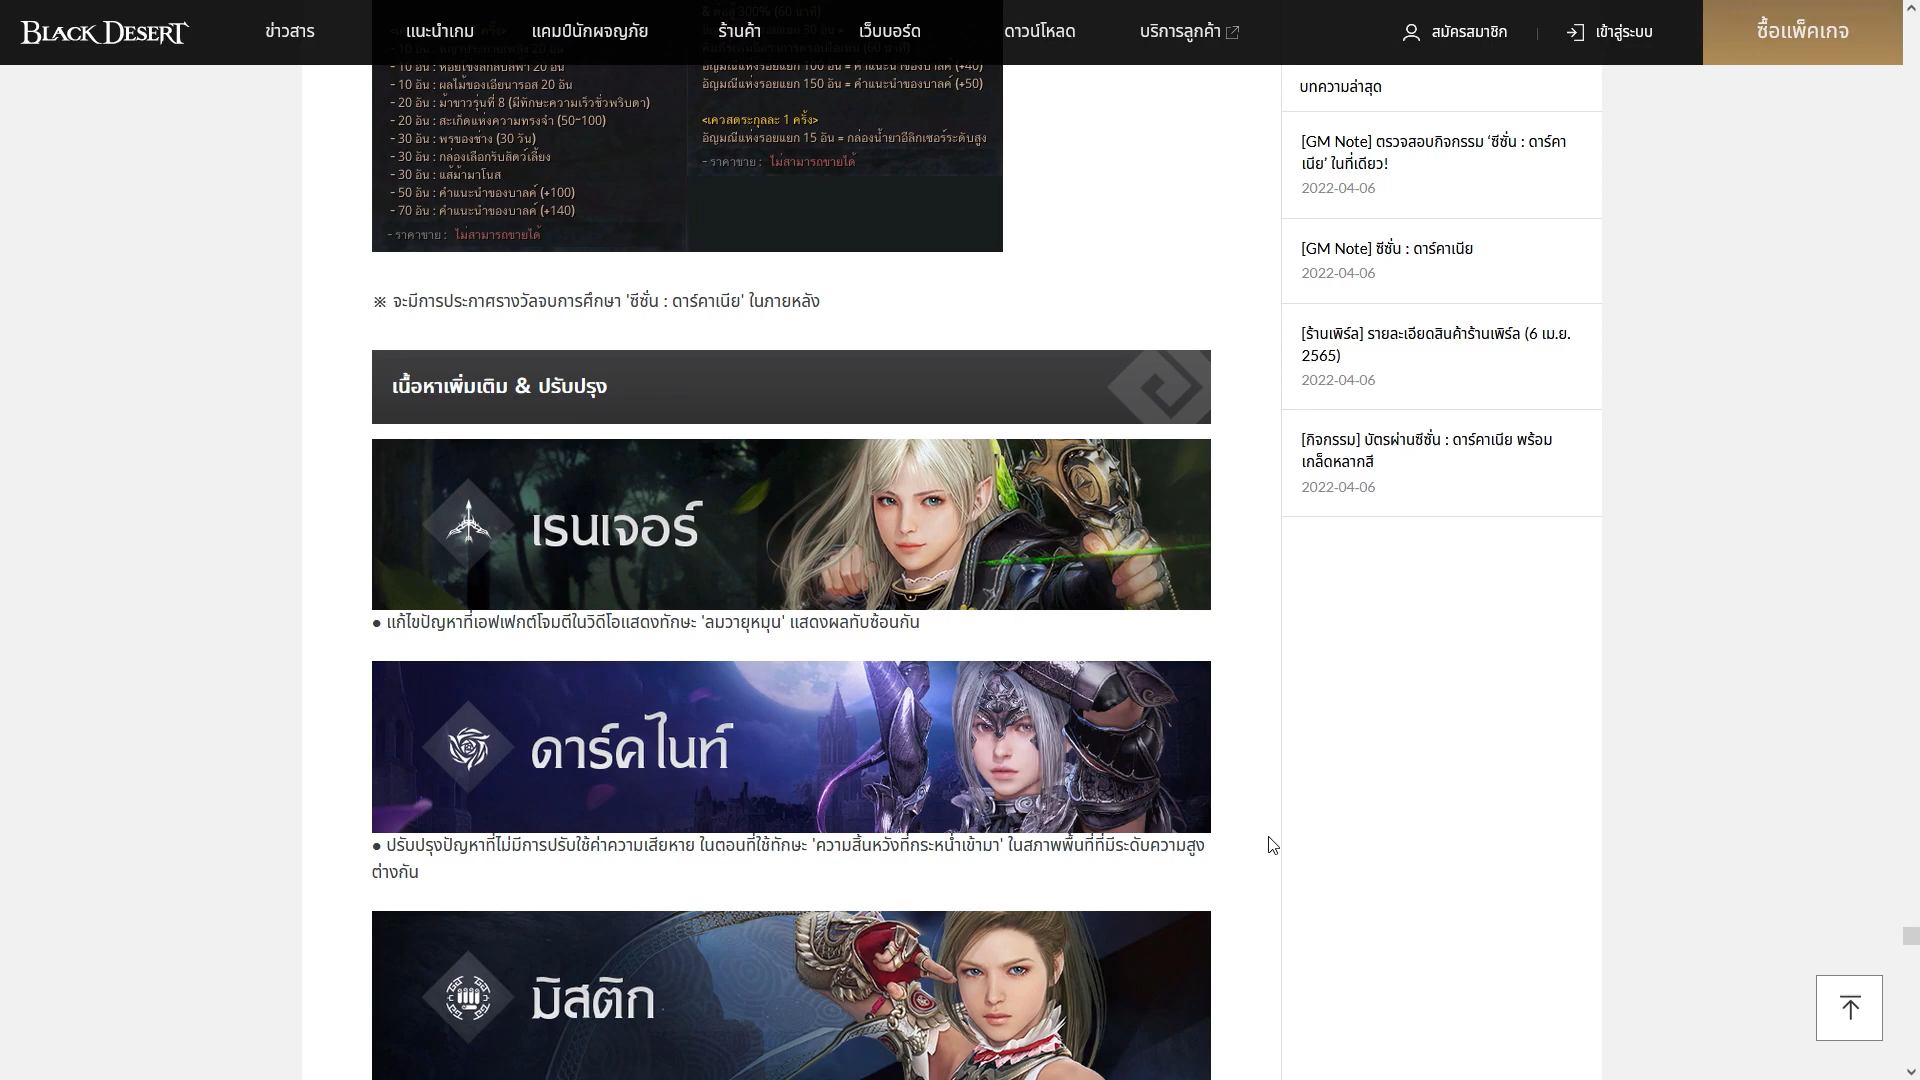 BLACK DESERT
ข่าวสาร
แนะนำเกม
แคมป์นักผจญภัย
ร้านค้า
เว็บบอร์ด
ดาวน์โหลด
บริการลูกค้า
สมัครสมาชิก
เข้าสู่ระบบ
ซื้อแพ็คเกจ
- 10 อัน : ผลไม้ของเอียนารอส 20 อัน
- 20 อัน : ม้าขาวรุ่นที่ 8 (มีทักษะความเร็วชั่วพริบตา)
- 20 อัน : สะเก็ดแห่งความทรงจำ (50~100)
- 30 อัน : พรของช่าง (30 วัน)
- 30 อัน : กล่องเลือกรับสัตว์เลี้ยง
- 30 อัน : แส้ม้ามาโนส
- 50 อัน : คำแนะนำของบาลค์ (+100)
- 70 อัน : คำแนะนำของบาลค์ (+140)
- ราคาขาย : ไม่สามารถขายได้
อัญมณีแห่งรอยแยก 100 อัน = คำแนะนำของบาลค์ (+40)
อัญมณีแห่งรอยแยก 150 อัน = คำแนะนำของบาลค์ (+50)
<เควสตระกูลละ 1 ครั้ง>
อัญมณีแห่งรอยแยก 15 อัน = กล่องน้ำยาอีลิกเซอร์ระดับสูง
- ราคาขาย : ไม่สามารถขายได้
※ จะมีการประกาศรางวัลจบการศึกษา 'ซีซั่น : ดาร์คาเนีย' ในภายหลัง
เนื้อหาเพิ่มเติม & ปรับปรุง
เรนเจอร์
● แก้ไขปัญหาที่เอฟเฟกต์โจมตีในวิดีโอแสดงทักษะ 'ลมวายุหมุน' แสดงผลทับซ้อนกัน
ดาร์คไนท์
● ปรับปรุงปัญหาที่ไม่มีการปรับใช้ค่าความเสียหาย ในตอนที่ใช้ทักษะ 'ความสิ้นหวังที่กระหน่ำเข้ามา' ในสภาพพื้นที่ที่มีระดับความสูง
ต่างกัน
มิสติก
บทความล่าสุด
[GM Note] ตรวจสอบกิจกรรม ‘ซีซั่น : ดาร์คา
เนีย’ ในที่เดียว!
2022-04-06
[GM Note] ซีซั่น : ดาร์คาเนีย
2022-04-06
[ร้านเพิร์ล] รายละเอียดสินค้าร้านเพิร์ล (6 เม.ย.
2565)
2022-04-06
[กิจกรรม] บัตรผ่านซีซั่น : ดาร์คาเนีย พร้อม
เกล็ดหลากสี
2022-04-06